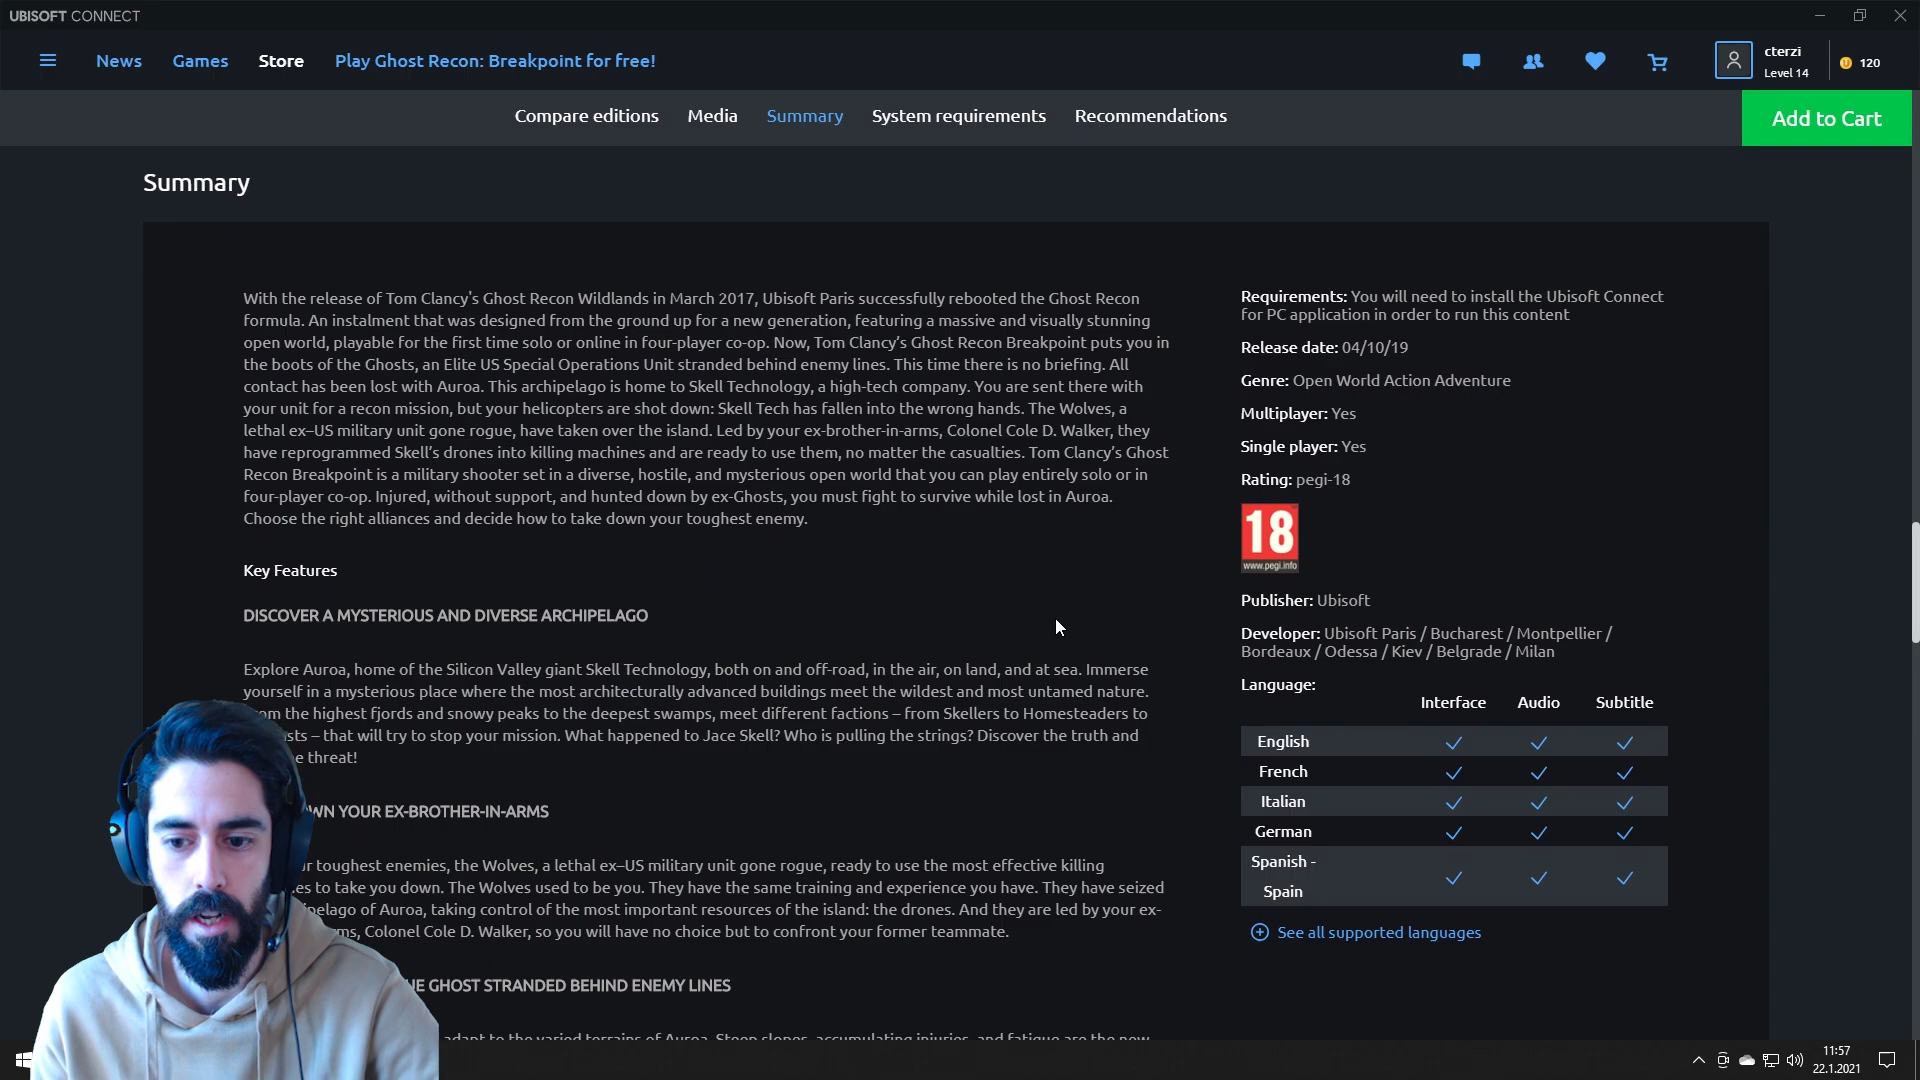 UBISOFT CONNECT
News Games Store Play Ghost Recon: Breakpoint for free!
cterzi
Level 14
120
Compare editions Media Summary System requirements Recommendations
Add to Cart
Summary
With the release of Tom Clancy's Ghost Recon Wildlands in March 2017, Ubisoft Paris successfully rebooted the Ghost Recon
formula. An instalment that was designed from the ground up for a new generation, featuring a massive and visually stunning
open world, playable for the first time solo or online in four-player co-op. Now, Tom Clancy’s Ghost Recon Breakpoint puts you in
the boots of the Ghosts, an Elite US Special Operations Unit stranded behind enemy lines. This time there is no briefing. All
contact has been lost with Auroa. This archipelago is home to Skell Technology, a high-tech company. You are sent there with
your unit for a recon mission, but your helicopters are shot down: Skell Tech has fallen into the wrong hands. The Wolves, a
lethal ex–US military unit gone rogue, have taken over the island. Led by your ex-brother-in-arms, Colonel Cole D. Walker, they
have reprogrammed Skell’s drones into killing machines and are ready to use them, no matter the casualties. Tom Clancy’s Ghost
Recon Breakpoint is a military shooter set in a diverse, hostile, and mysterious open world that you can play entirely solo or in
four-player co-op. Injured, without support, and hunted down by ex-Ghosts, you must fight to survive while lost in Auroa.
Choose the right alliances and decide how to take down your toughest enemy.
Key Features
DISCOVER A MYSTERIOUS AND DIVERSE ARCHIPELAGO
Explore Auroa, home of the Silicon Valley giant Skell Technology, both on and off-road, in the air, on land, and at sea. Immerse
yourself in a mysterious place where the most architecturally advanced buildings meet the wildest and most untamed nature.
the highest fjords and snowy peaks to the deepest swamps, meet different factions – from Skellers to Homesteaders to
– that will try to stop your mission. What happened to Jace Skell? Who is pulling the strings? Discover the truth and
threat!
YOUR EX-BROTHER-IN-ARMS
toughest enemies, the Wolves, a lethal ex–US military unit gone rogue, ready to use the most effective killing
to take you down. The Wolves used to be you. They have the same training and experience you have. They have seized
of Auroa, taking control of the most important resources of the island: the drones. And they are led by your ex-
Colonel Cole D. Walker, so you will have no choice but to confront your former teammate.
GHOST STRANDED BEHIND ENEMY LINES
adapt to the varied terrains of Auroa. Steep slopes, accumulating injuries, and fatigue are the new
Requirements: You will need to install the Ubisoft Connect
for PC application in order to run this content
Release date: 04/10/19
Genre: Open World Action Adventure
Multiplayer: Yes
Single player: Yes
Rating: pegi-18
18
www.pegi.info
Publisher: Ubisoft
Developer: Ubisoft Paris / Bucharest / Montpellier /
Bordeaux / Odessa / Kiev / Belgrade / Milan
Language:
Interface Audio Subtitle
English
French
Italian
German
Spanish -
Spain
See all supported languages
11:57
22.1.2021